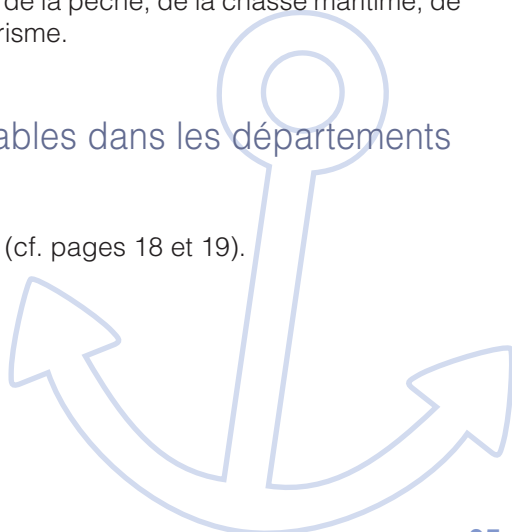 de la pêche, de la chasse maritime, de
risme.
ables dans les départements
(cf. pages 18 et 19).